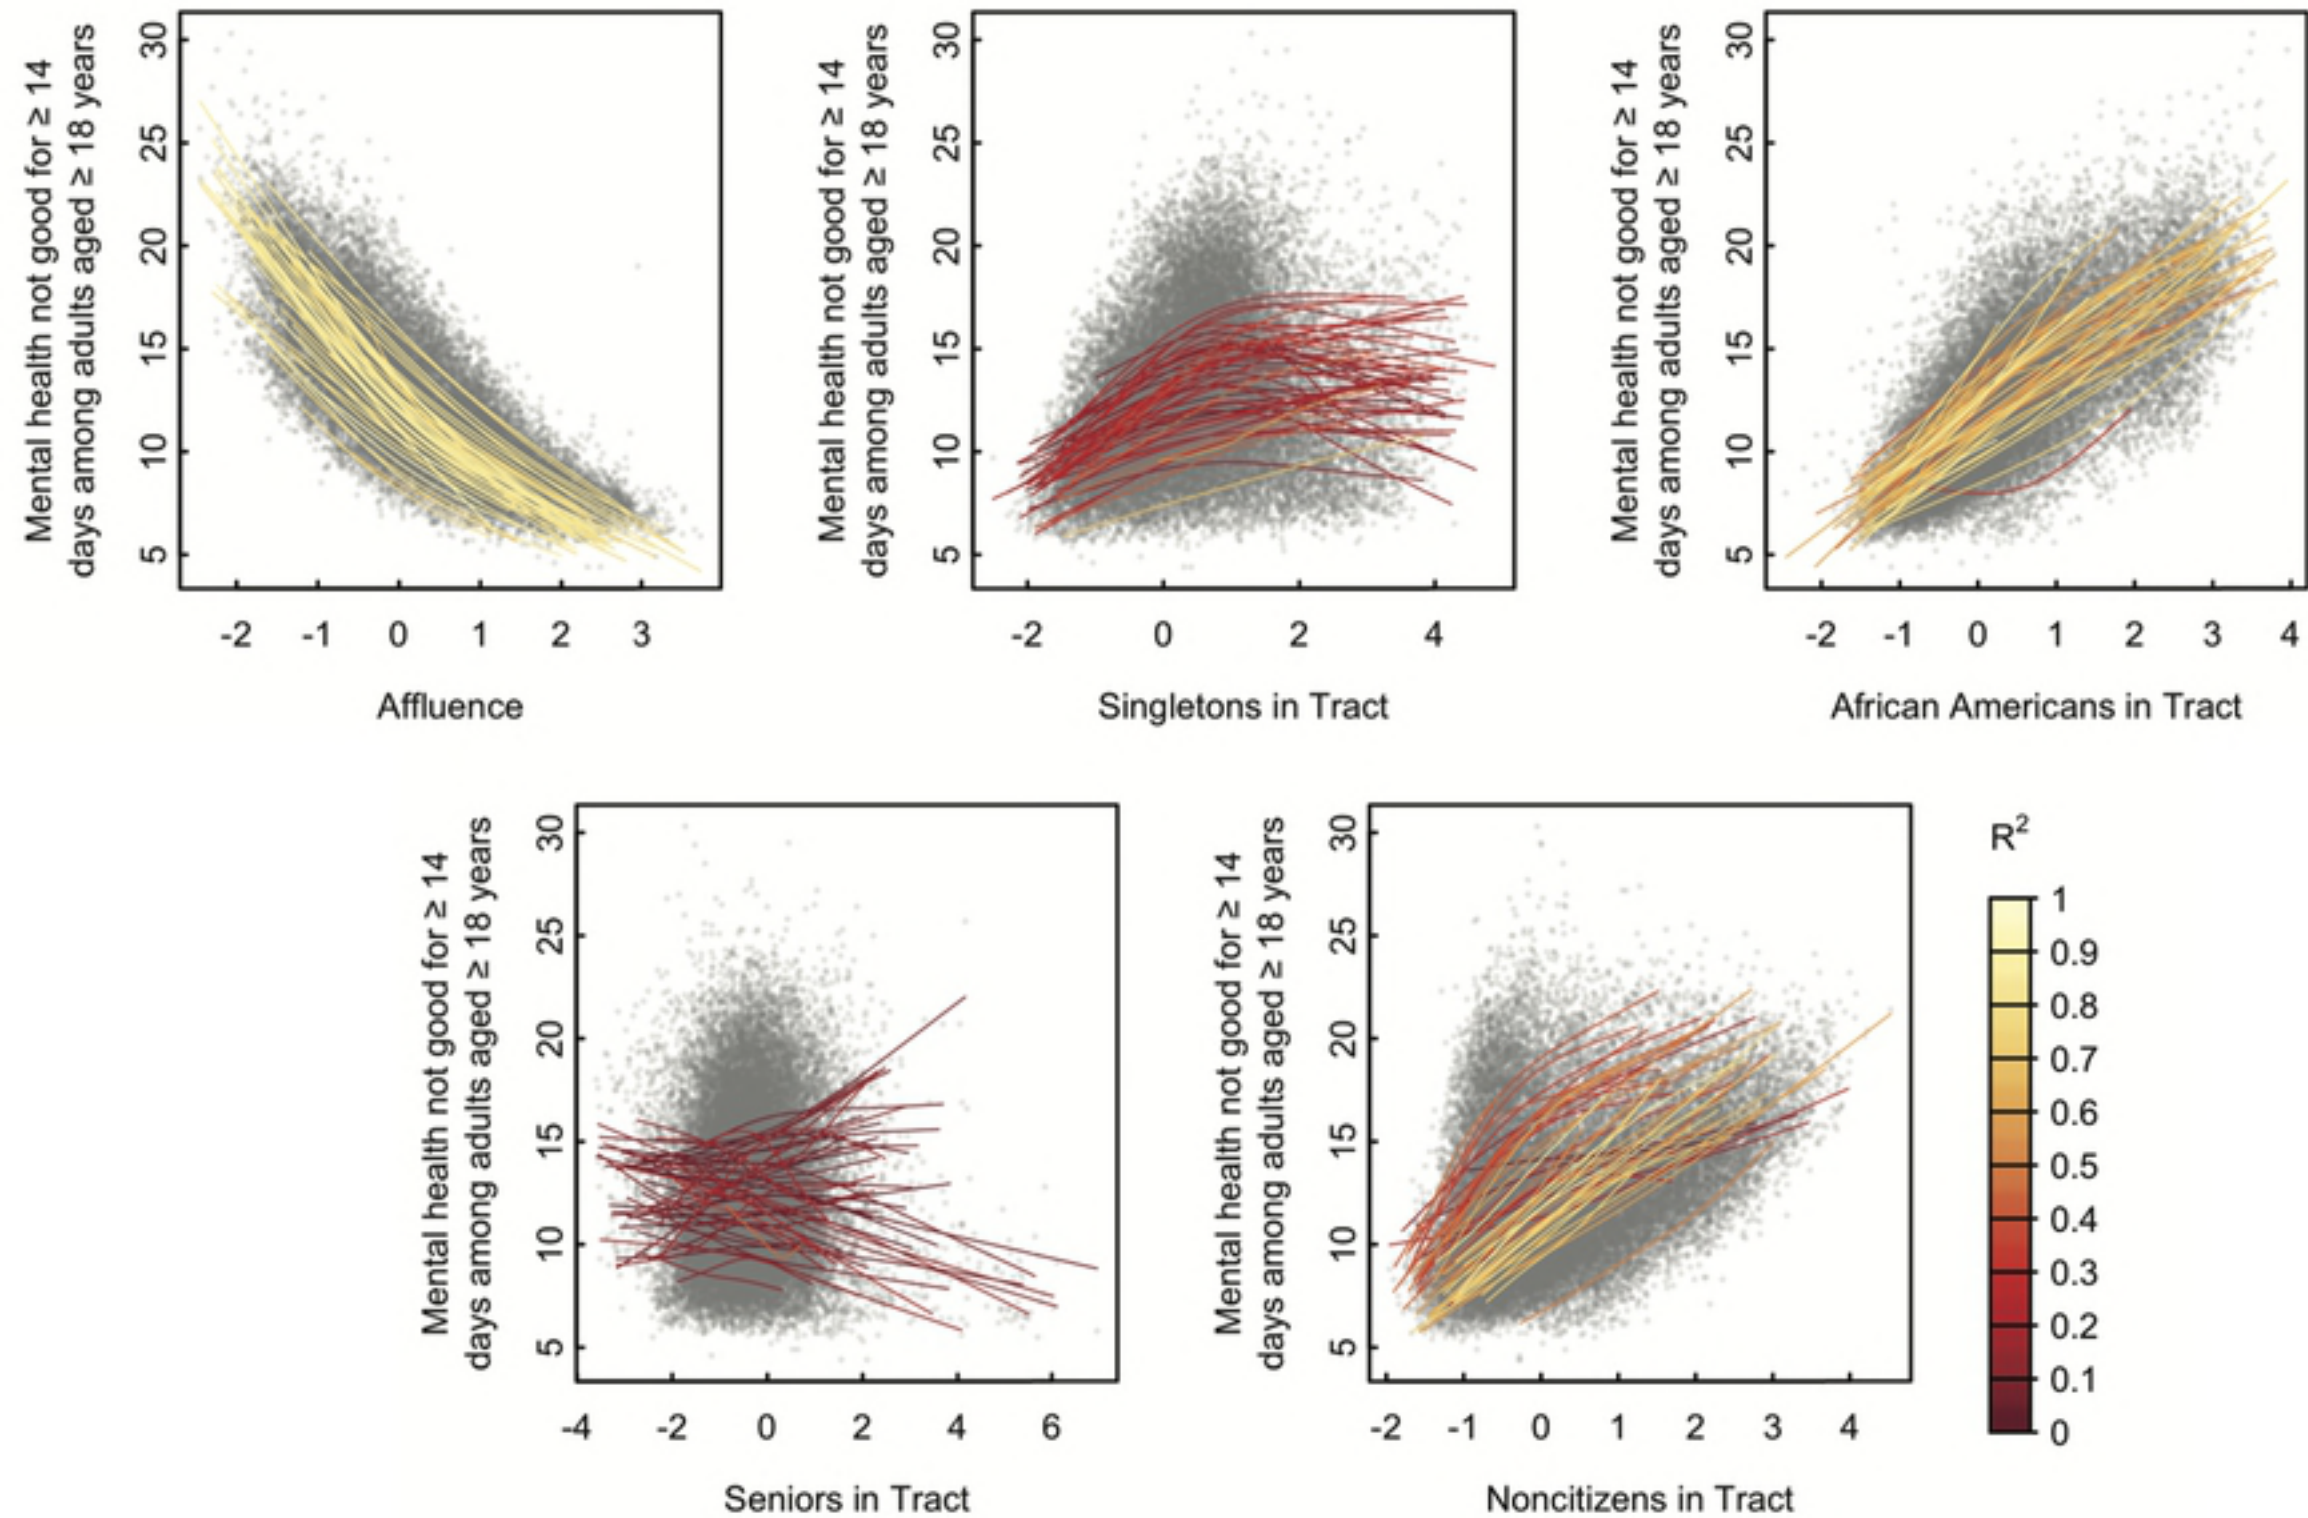 Mental health not good for ≥ 14
days among adults aged ≥ 18 years
30
25
20
15
10
5
-2 -1 0 1 2 3
Affluence
Mental health not good for ≥ 14
days among adults aged ≥ 18 years
30
25
20
15
10
5
-2 0 2 4
Singletons in Tract
Mental health not good for ≥ 14
days among adults aged ≥ 18 years
30
25
20
15
10
5
-2 -1 0 1 2 3 4
African Americans in Tract
Mental health not good for ≥ 14
days among adults aged ≥ 18 years
30
25
20
15
10
5
-4 -2 0 2 4 6
Seniors in Tract
Mental health not good for ≥ 14
days among adults aged ≥ 18 years
30
25
20
15
10
5
-2 -1 0 1 2 3 4
Noncitizens in Tract
R²
1
0.9
0.8
0.7
0.6
0.5
0.4
0.3
0.2
0.1
0